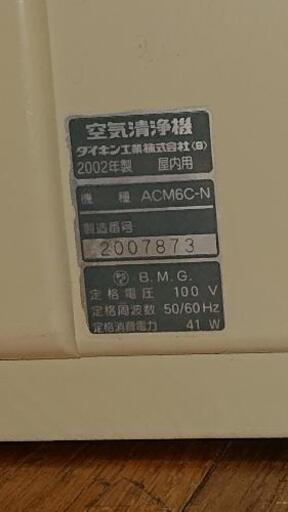 空気清浄機
ダイキン工業株式会社〈S〉
2002年製 屋内用
機種 ACM6C-N
製造番号
2007873
PS B.M.G.
定格電圧 100 V
定格周波数 50/60Hz
定格消費電力 41 W